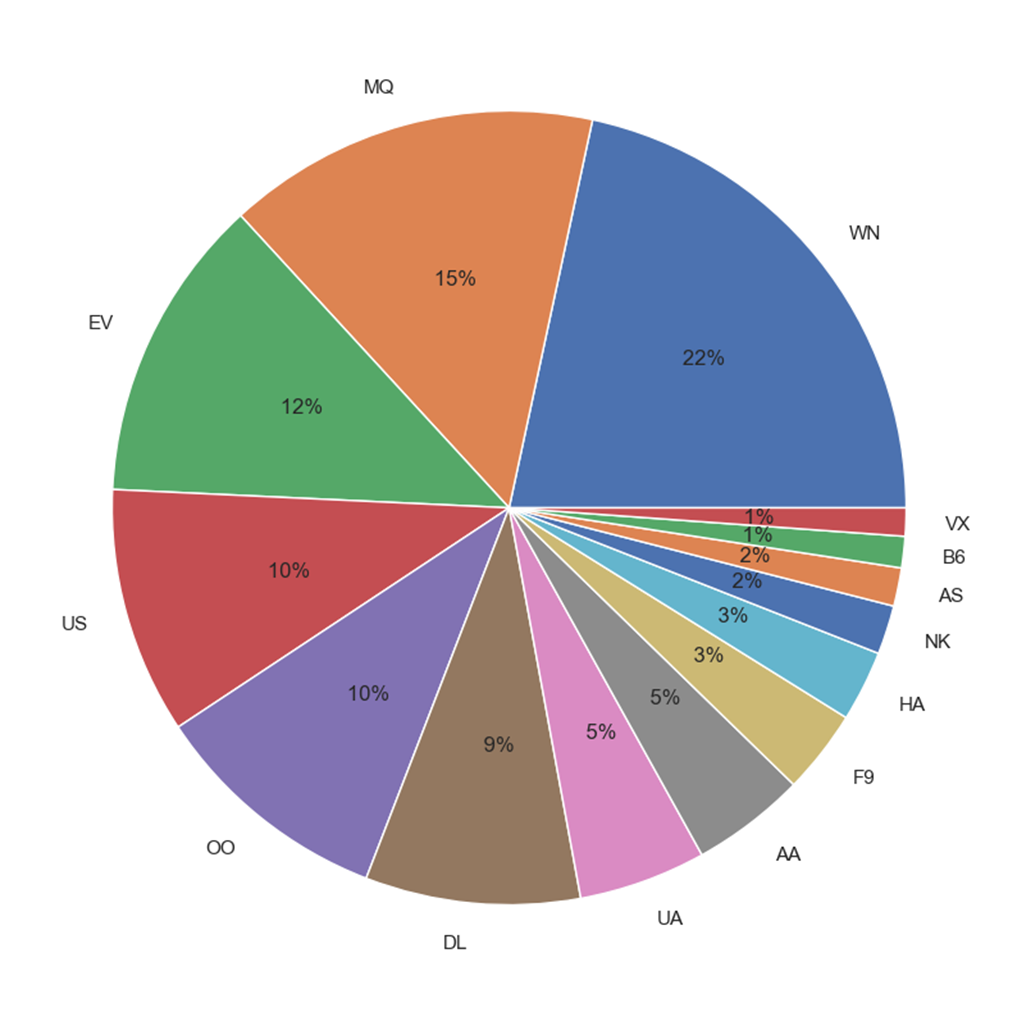 MQ
WN
15%
EV
22%
12%
VX
1%
1%
B6
2%
10%
2%
AS
3%
US
NK
3%
10%
5%
HA
5%
9%
F9
OO
AA
UA
DL